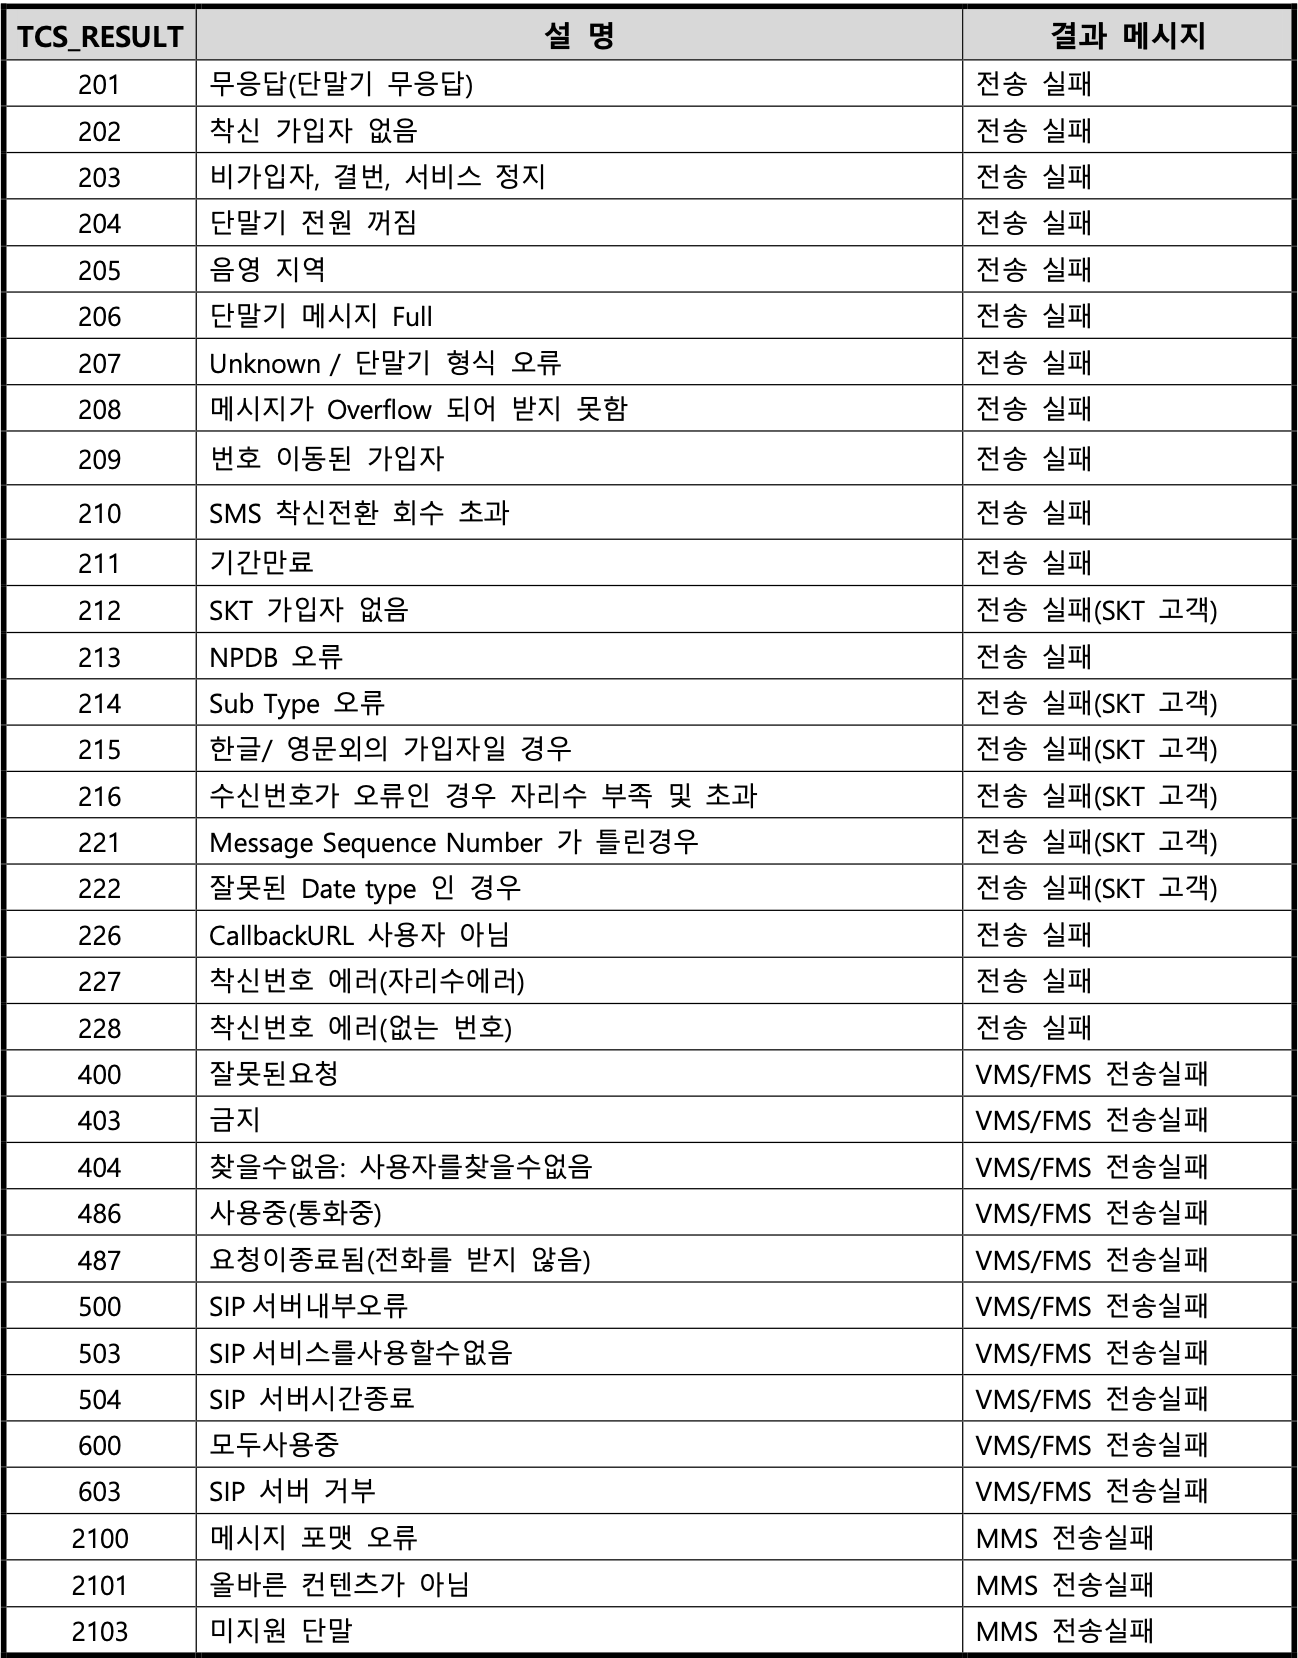 TCS_RESULT 설 명 결과 메시지
201 무응답(단말기 무응답) 전송 실패
202 착신 가입자 없음 전송 실패
203 비가입자, 결번, 서비스 정지 전송 실패
204 단말기 전원 꺼짐 전송 실패
205 음영 지역 전송 실패
206 단말기 메시지 Full 전송 실패
207 Unknown / 단말기 형식 오류 전송 실패
208 메시지가 Overflow 되어 받지 못함 전송 실패
209 번호 이동된 가입자 전송 실패
210 SMS 착신전환 회수 초과 전송 실패
211 기간만료 전송 실패
212 SKT 가입자 없음 전송 실패(SKT 고객)
213 NPDB 오류 전송 실패
214 Sub Type 오류 전송 실패(SKT 고객)
215 한글/ 영문외의 가입자일 경우 전송 실패(SKT 고객)
216 수신번호가 오류인 경우 자리수 부족 및 초과 전송 실패(SKT 고객)
221 Message Sequence Number 가 틀린경우 전송 실패(SKT 고객)
222 잘못된 Date type 인 경우 전송 실패(SKT 고객)
226 CallbackURL 사용자 아님 전송 실패
227 착신번호 에러(자리수에러) 전송 실패
228 착신번호 에러(없는 번호) 전송 실패
400 잘못된요청 VMS/FMS 전송실패
403 금지 VMS/FMS 전송실패
404 찾을수없음: 사용자를찾을수없음 VMS/FMS 전송실패
486 사용중(통화중) VMS/FMS 전송실패
487 요청이종료됨(전화를 받지 않음) VMS/FMS 전송실패
500 SIP 서버내부오류 VMS/FMS 전송실패
503 SIP 서비스를사용할수없음 VMS/FMS 전송실패
504 SIP 서버시간종료 VMS/FMS 전송실패
600 모두사용중 VMS/FMS 전송실패
603 SIP 서버 거부 VMS/FMS 전송실패
2100 메시지 포맷 오류 MMS 전송실패
2101 올바른 컨텐츠가 아님 MMS 전송실패
2103 미지원 단말 MMS 전송실패